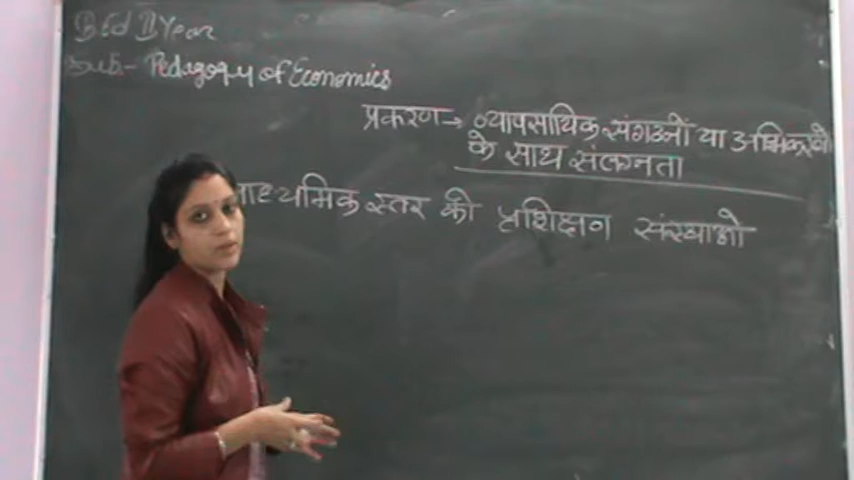 B.Ed II Year
Sub:- Pedagogy of Economics
प्रकरण → व्यावसायिक संगठनों या अभिकरणों
के साथ संलग्नता
माध्यमिक स्तर की प्रशिक्षण संस्थाओं